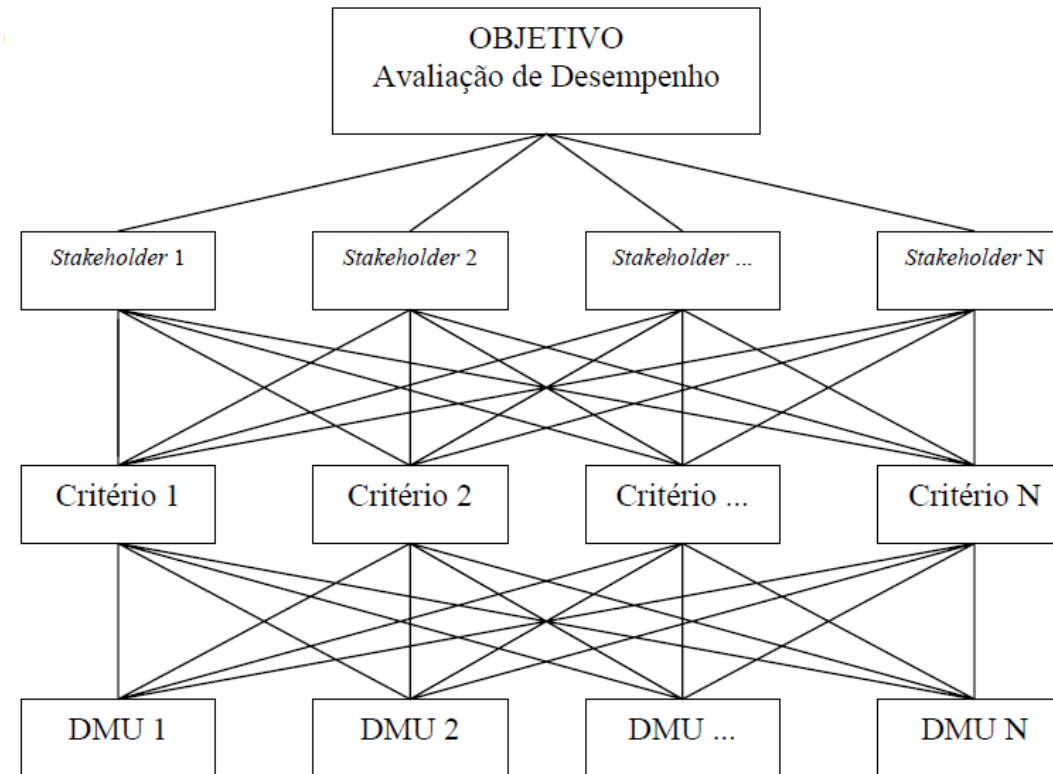 OBJETIVO
Avaliação de Desempenho
Stakeholder 1
Stakeholder 2
Stakeholder ...
Stakeholder N
Critério 1
Critério 2
Critério ...
Critério N
DMU 1
DMU 2
DMU ...
DMU N